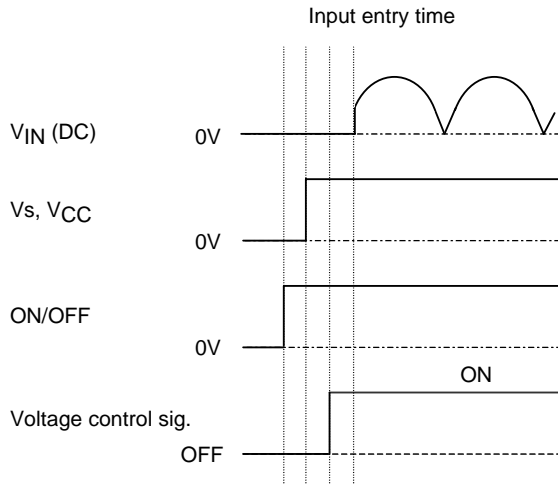 Input entry time
VIN (DC) 0V
Vs, VCC
0V
ON/OFF
0V
ON
Voltage control sig.
OFF